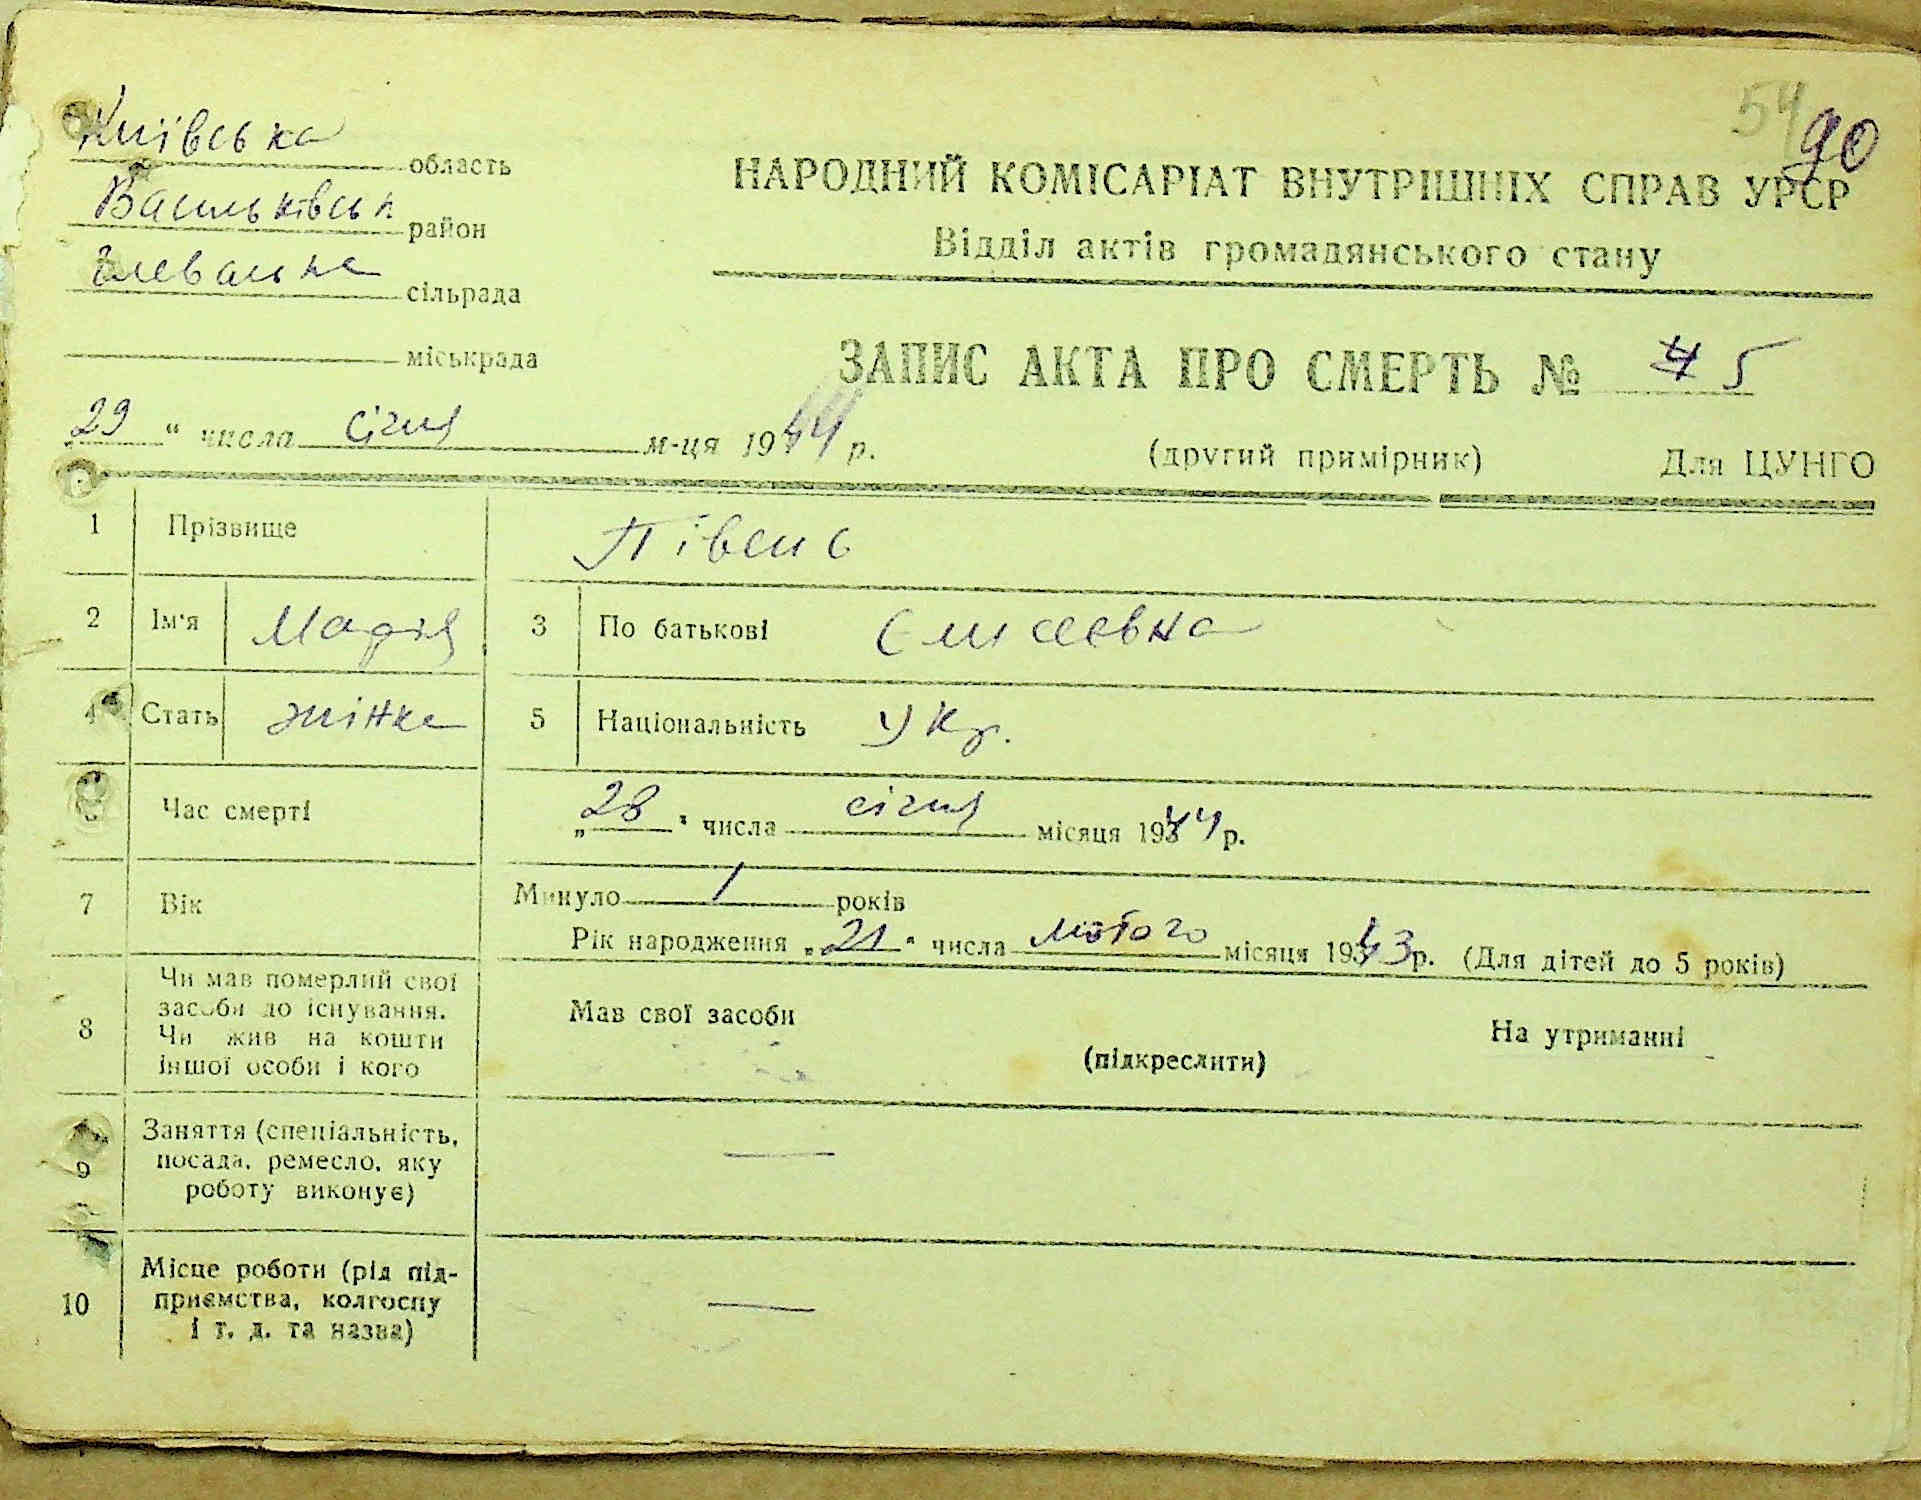 54 90
Київська область
Васильківськ район
Глевахка сільрада
міськрада
НАРОДНИЙ КОМІСАРІАТ ВНУТРІШНІХ СПРАВ УРСР
Відділ актів громадянського стану
ЗАПИС АКТА ПРО СМЕРТЬ № 5
„29“ числа січня м-ця 1944 р.
(другий примірник) Для ЦУНГО
1 Прізвище Півень
2 Ім'я Марія 3 По батькові Єлисеевна
4 Стать жінка 5 Національність Укр.
6 Час смерті „28" числа січня місяця 1944 р.
7 Вік Минуло 1 років
Рік народження „21" числа лютого місяця 1943 р. (Для дітей до 5 років)
8 Чи мав померлий свої
засоби до існування.
Чи жив на кошти
іншої особи і кого
Мав свої засоби (підкреслити) На утриманні
9 Заняття (спеціальність,
посада, ремесло, яку
роботу виконує) —
10 Місце роботи (рід під-
приємства, колгоспу
і т. д. та назва) —